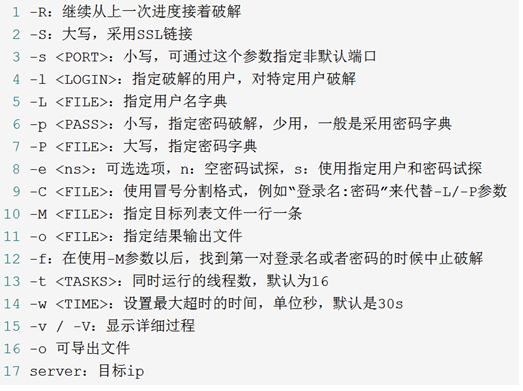 1 -R：继续从上一次进度接着破解
2 -S：大写，采用SSL链接
3 -s <PORT>：小写，可通过这个参数指定非默认端口
4 -l <LOGIN>：指定破解的用户，对特定用户破解
5 -L <FILE>：指定用户名字典
6 -p <PASS>：小写，指定密码破解，少用，一般是采用密码字典
7 -P <FILE>：大写，指定密码字典
8 -e <ns>：可选选项，n：空密码试探，s：使用指定用户和密码试探
9 -C <FILE>：使用冒号分割格式，例如“登录名:密码”来代替-L/-P参数
10 -M <FILE>：指定目标列表文件一行一条
11 -o <FILE>：指定结果输出文件
12 -f：在使用-M参数以后，找到第一对登录名或者密码的时候中止破解
13 -t <TASKS>：同时运行的线程数，默认为16
14 -w <TIME>：设置最大超时的时间，单位秒，默认是30s
15 -v / -V：显示详细过程
16 -o 可导出文件
17 server：目标ip